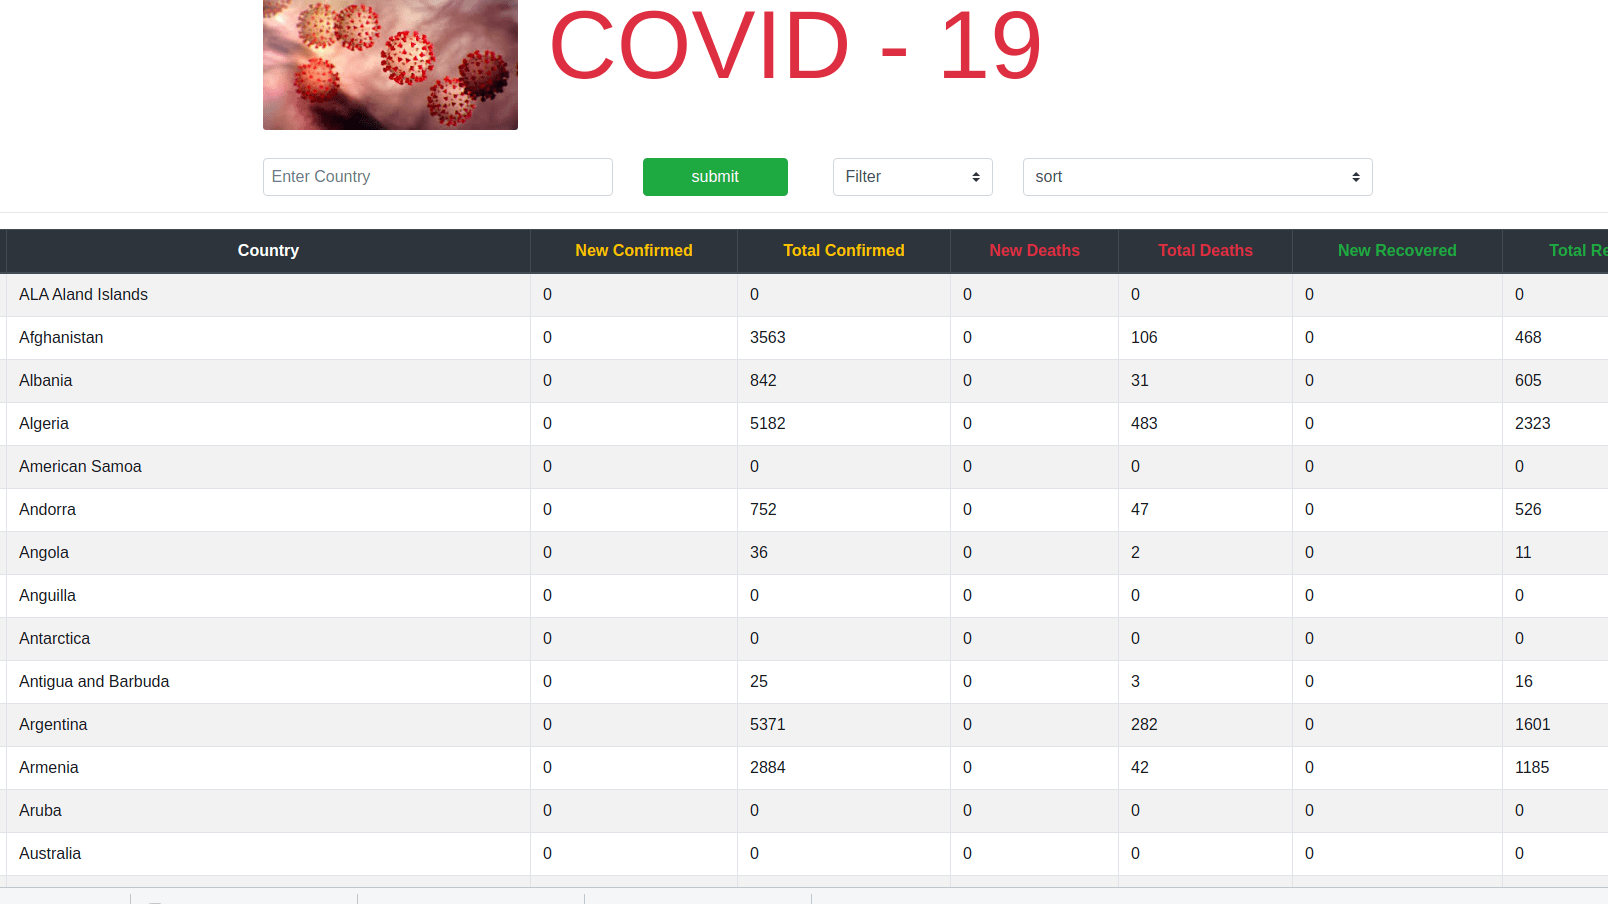 COVID - 19
Enter Country submit Filter sort
Country New Confirmed Total Confirmed New Deaths Total Deaths New Recovered Total Re
ALA Aland Islands 0 0 0 0 0 0
Afghanistan 0 3563 0 106 0 468
Albania 0 842 0 31 0 605
Algeria 0 5182 0 483 0 2323
American Samoa 0 0 0 0 0 0
Andorra 0 752 0 47 0 526
Angola 0 36 0 2 0 11
Anguilla 0 0 0 0 0 0
Antarctica 0 0 0 0 0 0
Antigua and Barbuda 0 25 0 3 0 16
Argentina 0 5371 0 282 0 1601
Armenia 0 2884 0 42 0 1185
Aruba 0 0 0 0 0 0
Australia 0 0 0 0 0 0